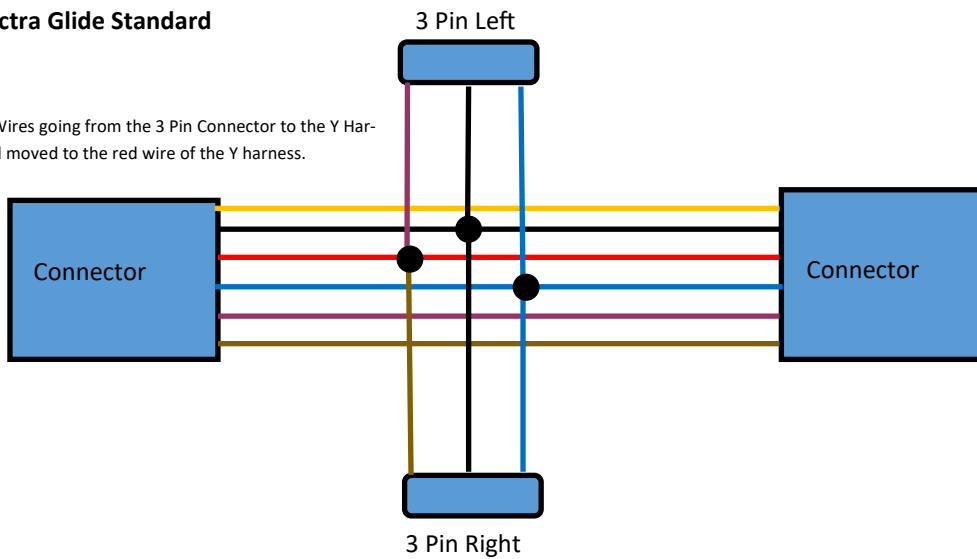 ctra Glide Standard
3 Pin Left
Wires going from the 3 Pin Connector to the Y Har-
moved to the red wire of the Y harness.
Connector
Connector
3 Pin Right